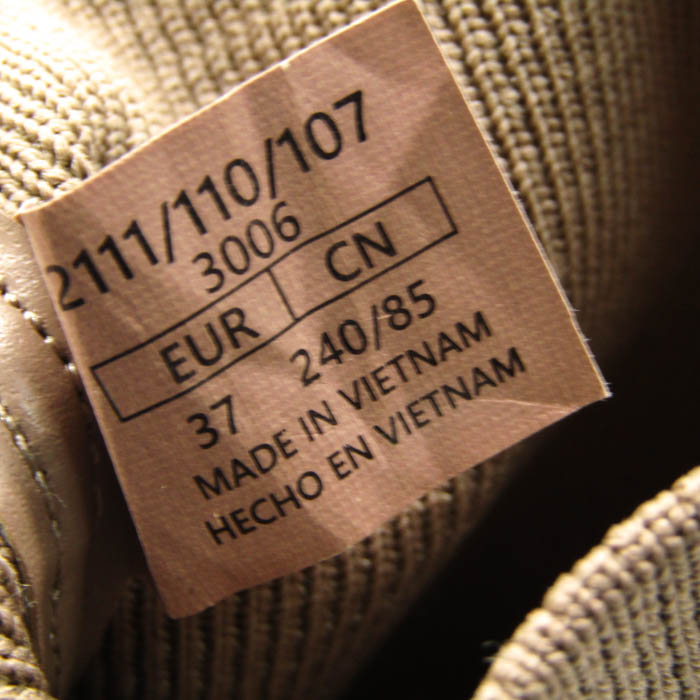 2111/110/107
3006
EUR CN
37 240/85
MADE IN VIETNAM
HECHO EN VIETNAM